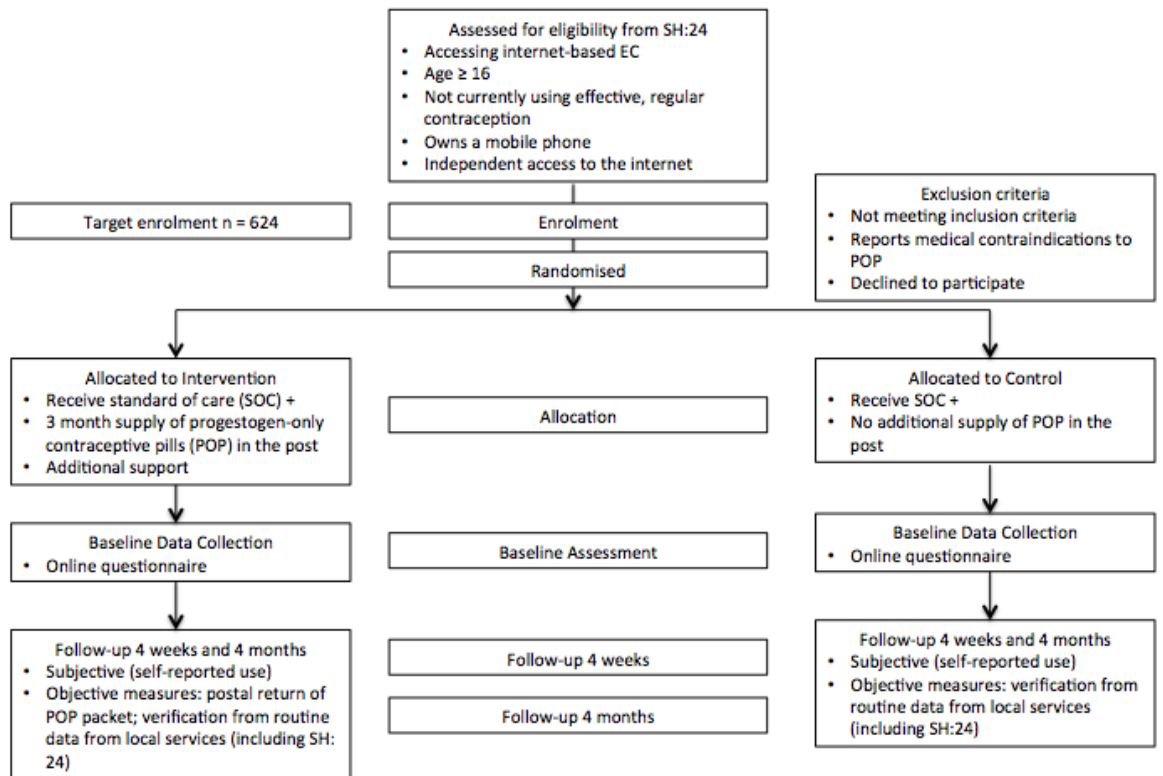 Assessed for eligibility from SH:24
• Accessing internet-based EC
• Age ≥ 16
• Not currently using effective, regular
contraception
• Owns a mobile phone
• Independent access to the internet
Target enrolment n = 624
Enrolment
Exclusion criteria
• Not meeting inclusion criteria
• Reports medical contraindications to
POP
• Declined to participate
Randomised
Allocated to Intervention
• Receive standard of care (SOC) +
• 3 month supply of progestogen-only
contraceptive pills (POP) in the post
• Additional support
Allocation
Allocated to Control
• Receive SOC +
• No additional supply of POP in the
post
Baseline Data Collection
• Online questionnaire
Baseline Assessment
Baseline Data Collection
• Online questionnaire
Follow-up 4 weeks and 4 months
• Subjective (self-reported use)
• Objective measures: postal return of
POP packet; verification from routine
data from local services (including SH:
24)
Follow-up 4 weeks
Follow-up 4 months
Follow-up 4 weeks and 4 months
• Subjective (self-reported use)
• Objective measures: verification from
routine data from local services
(including SH:24)